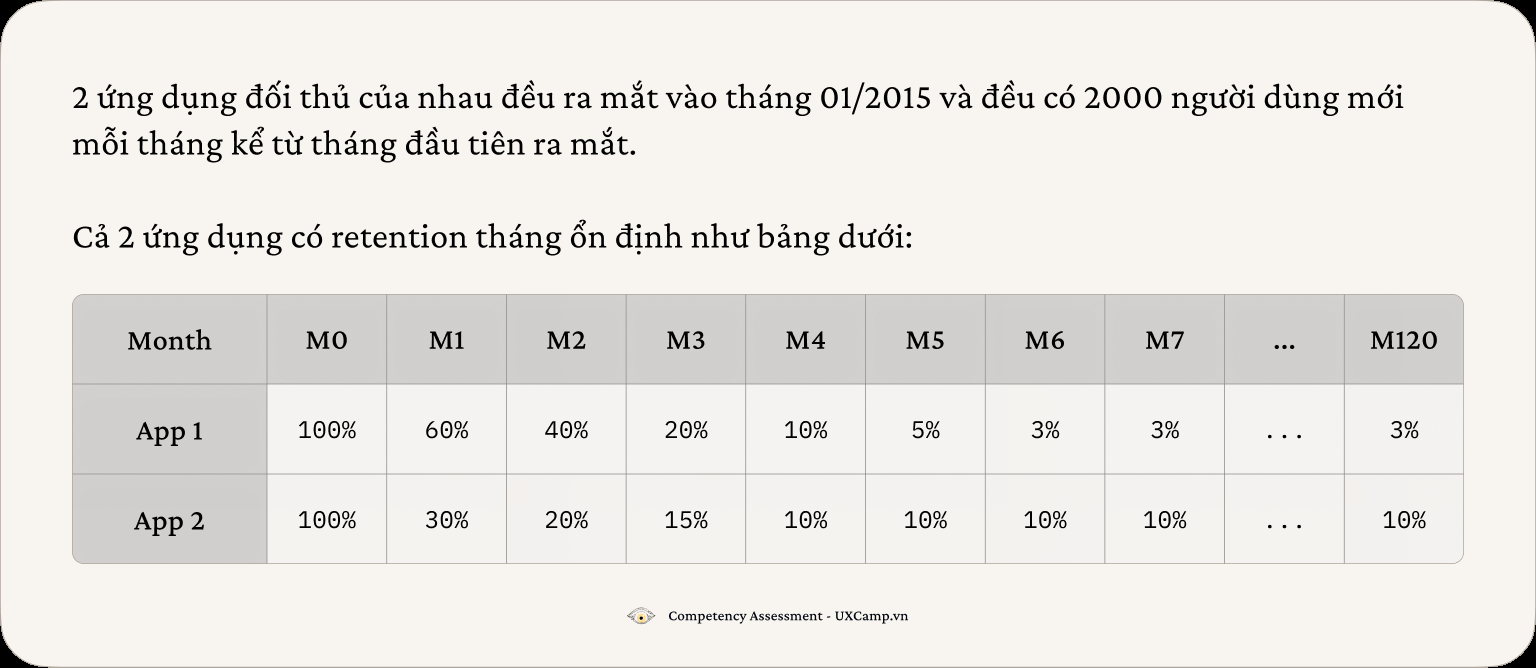 2 ứng dụng đối thủ của nhau đều ra mắt vào tháng 01/2015 và đều có 2000 người dùng mới
mỗi tháng kể từ tháng đầu tiên ra mắt.
Cả 2 ứng dụng có retention tháng ổn định như bảng dưới:
Month M0 M1 M2 M3 M4 M5 M6 M7 ... M120
App 1 100% 60% 40% 20% 10% 5% 3% 3% ... 3%
App 2 100% 30% 20% 15% 10% 10% 10% 10% ... 10%
Competency Assessment - UXCamp.vn